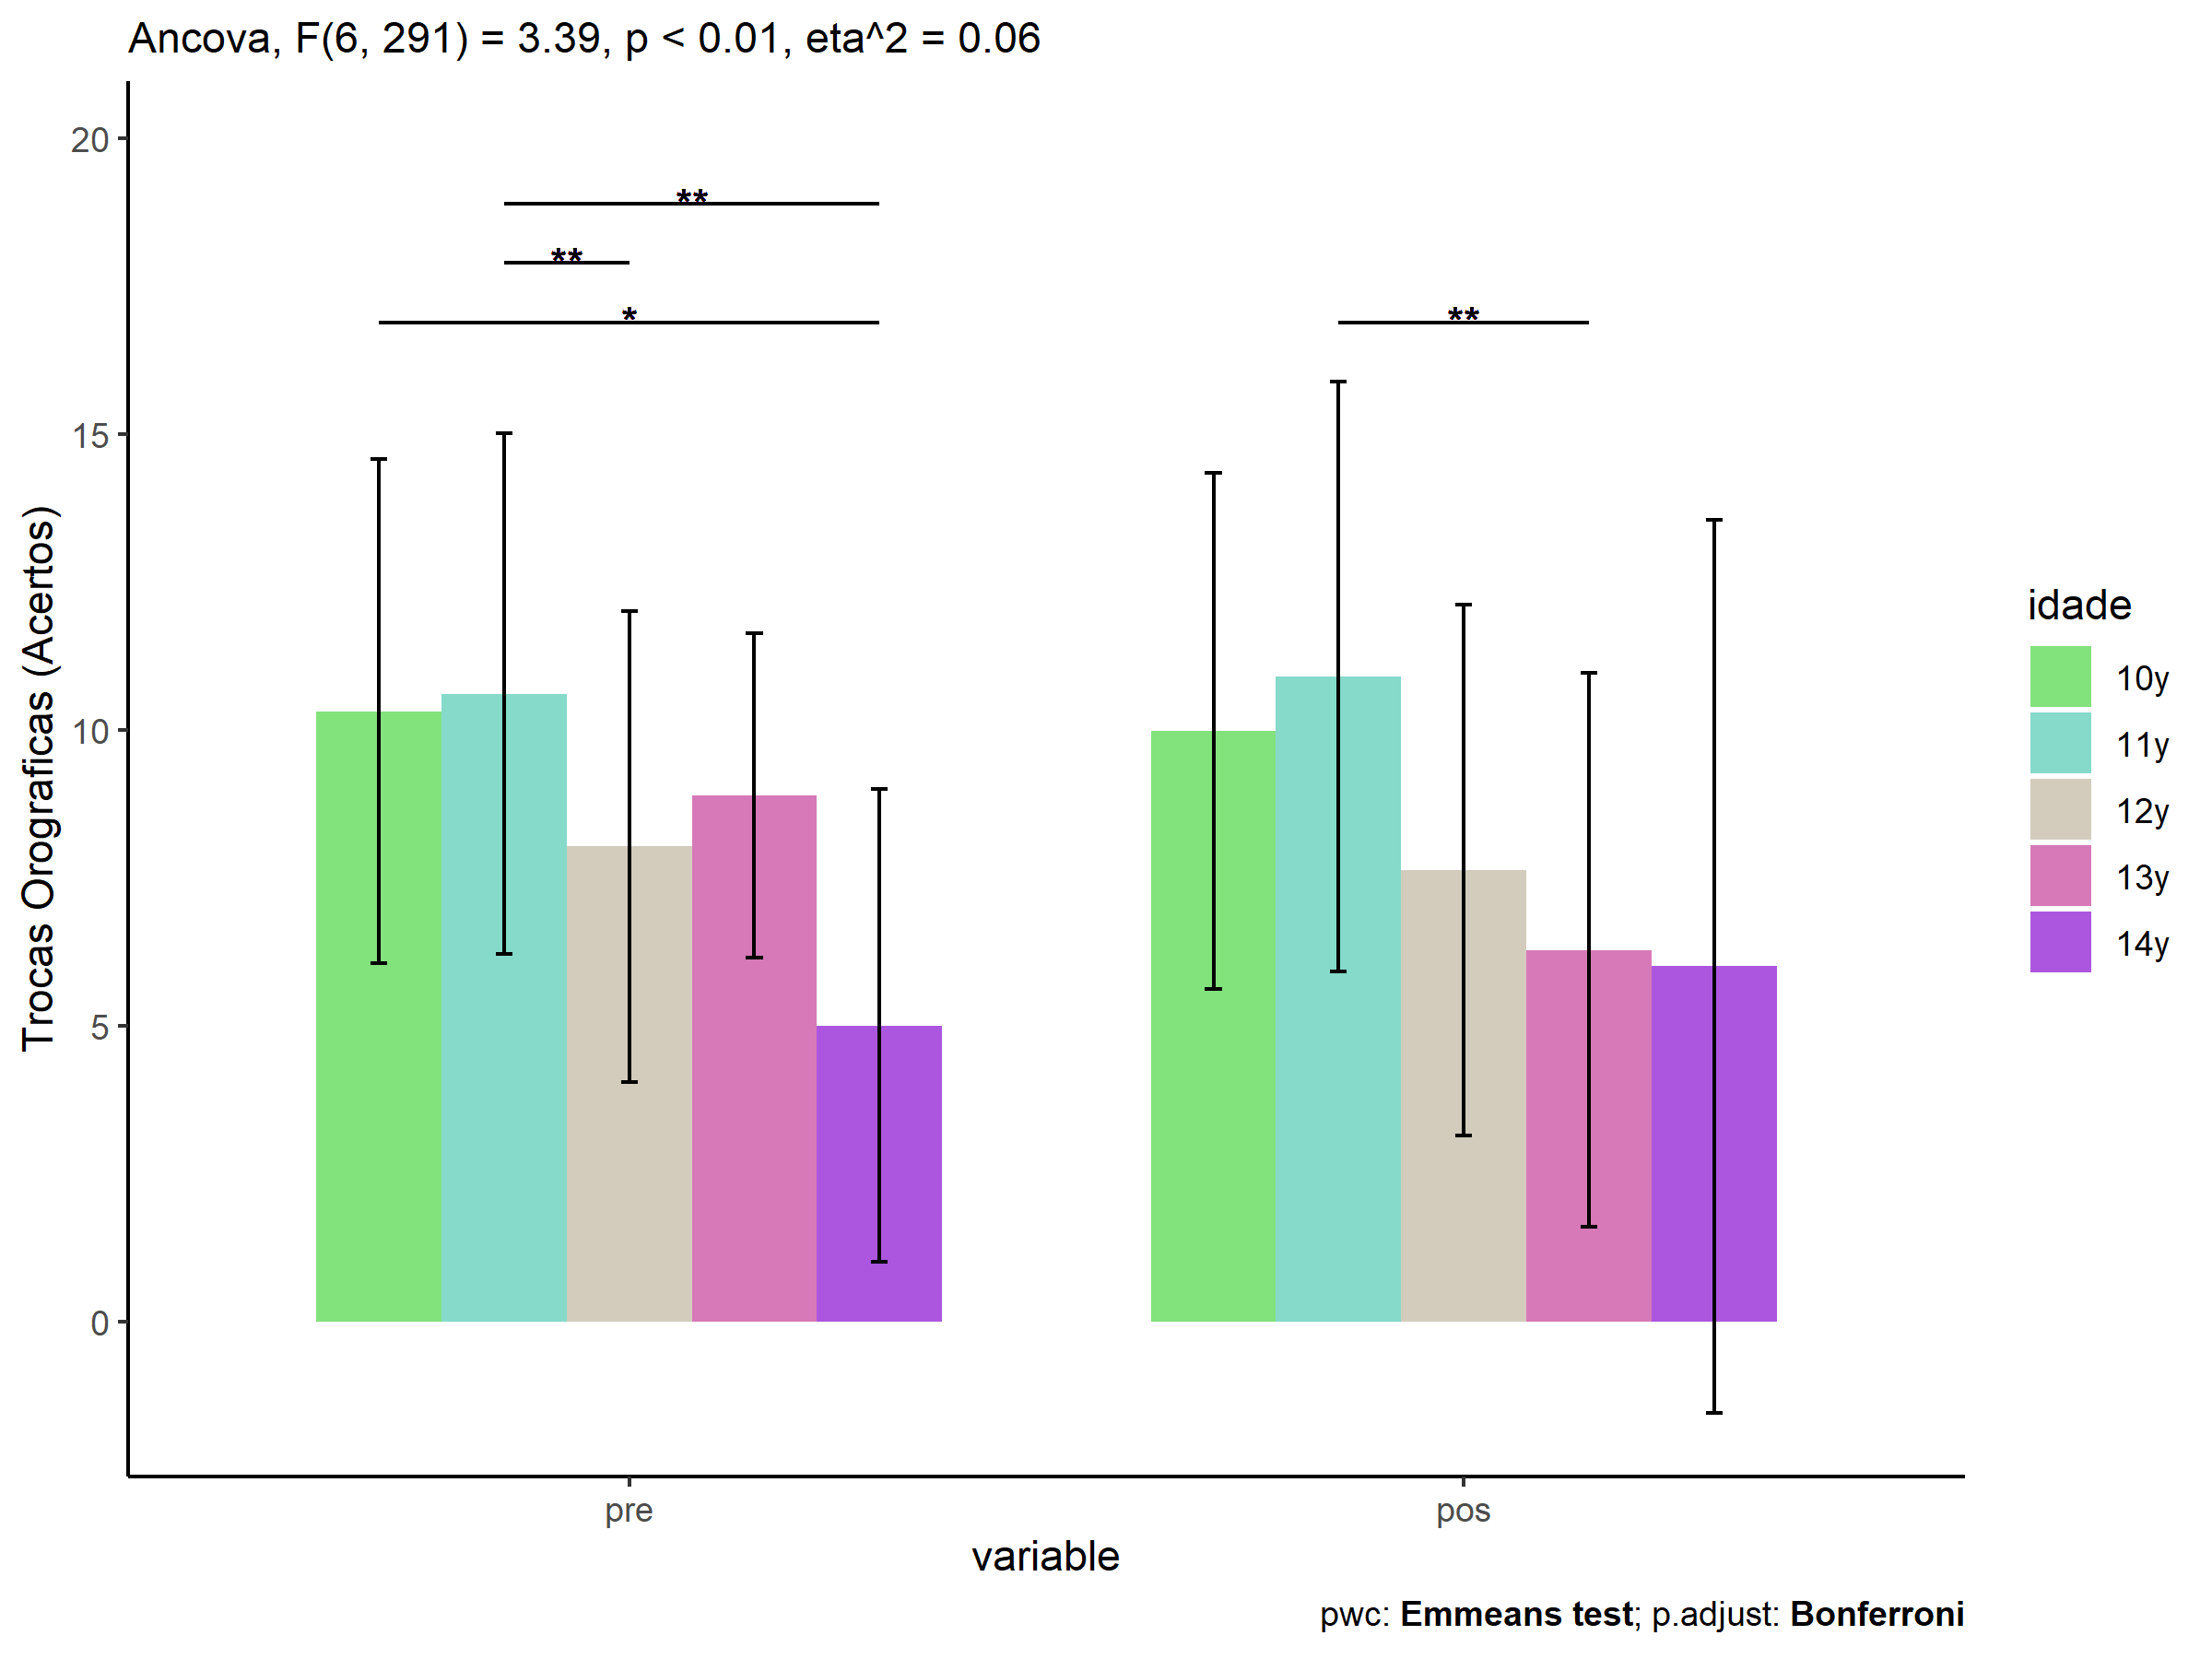 Ancova, F(6, 291) = 3.39, p < 0.01, eta^2 = 0.06
Trocas Orograficas (Acertos)
20
15
10
5
0
**
**
*
**
pre
pos
variable
idade
10y
11y
12y
13y
14y
pwc: Emmeans test; p.adjust: Bonferroni